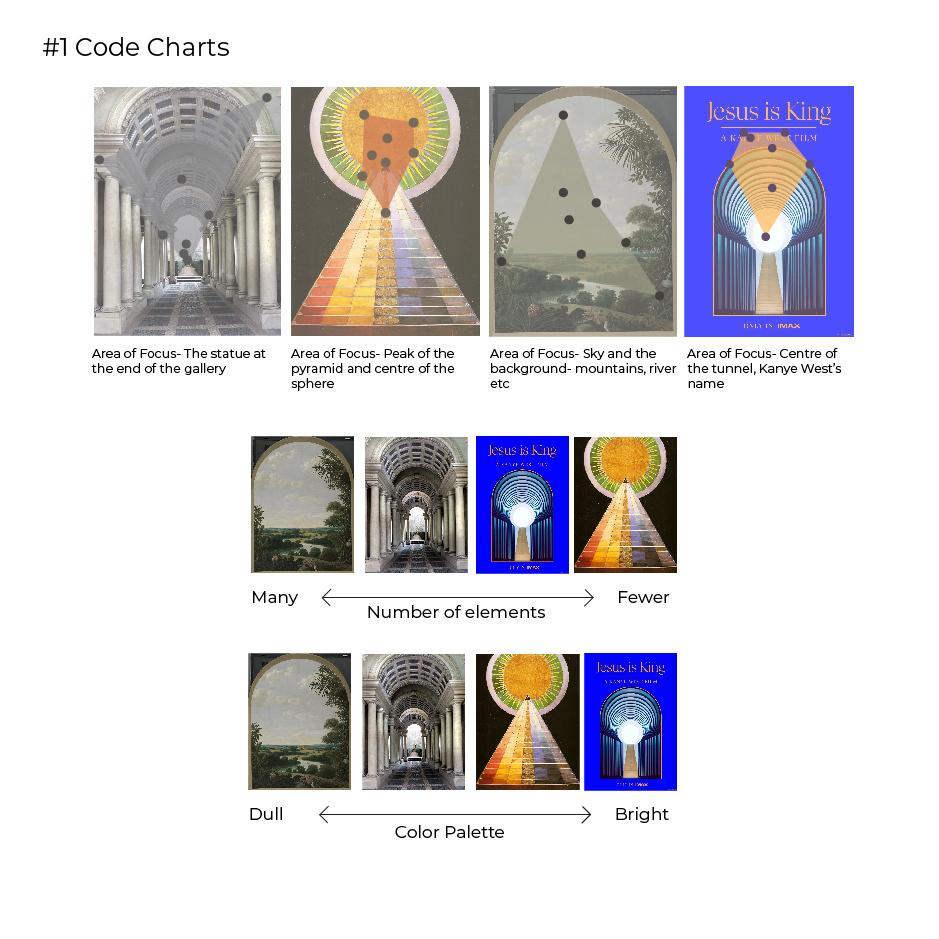 #1 Code Charts
Jesus is King
A KANYE WEST FILM
ONLY IN IMAX
Area of Focus- The statue at
the end of the gallery
Area of Focus- Peak of the
pyramid and centre of the
sphere
Area of Focus- Sky and the
background- mountains, river
etc
Area of Focus- Centre of
the tunnel, Kanye West’s
name
Jesus is King
A KANYE WEST FILM
ONLY IN IMAX
Many
Fewer
Number of elements
Jesus is King
A KANYE WEST FILM
ONLY IN IMAX
Dull
Bright
Color Palette